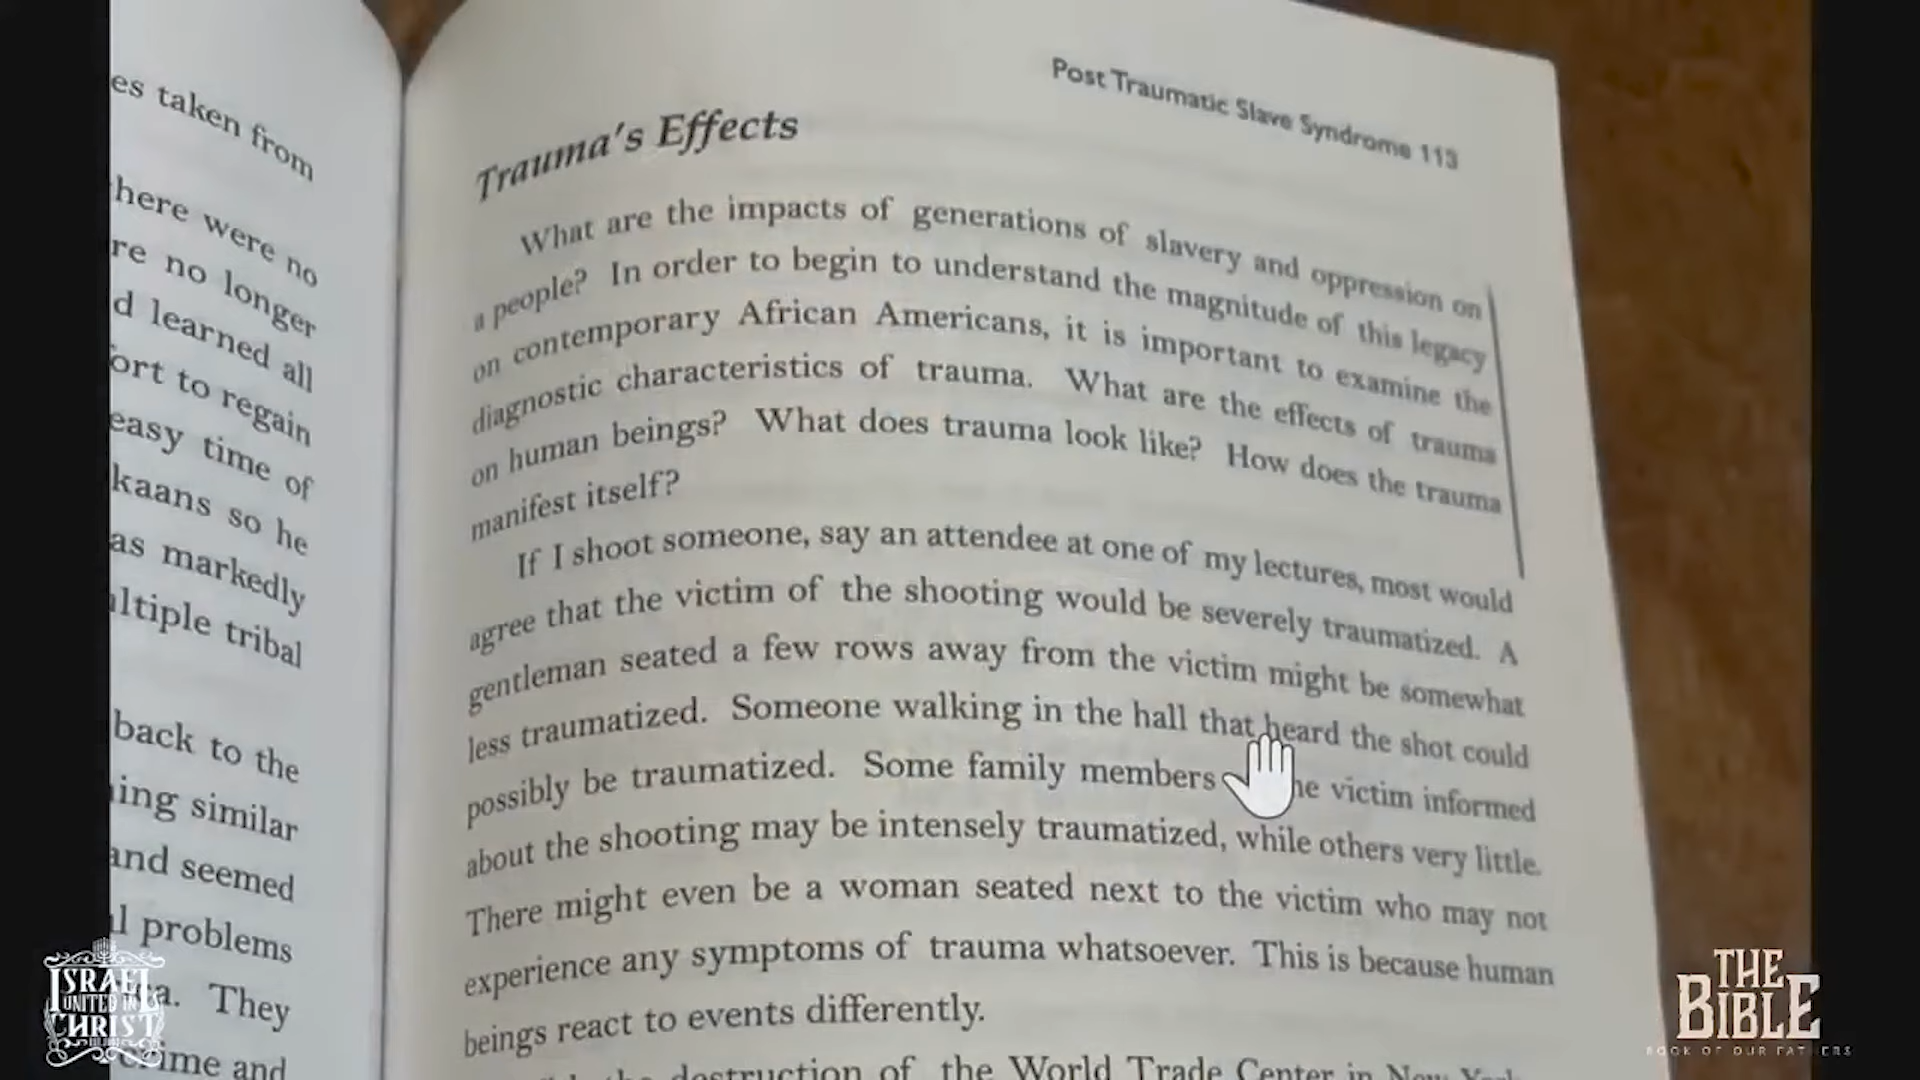 es taken from
here were no
re no longer
d learned all
ort to regain
easy time of
kaans so he
as markedly
ltiple tribal
back to the
ing similar
and seemed
l problems
a. They
me and
Post Traumatic Slave Syndrome 113
Trauma's Effects
What are the impacts of generations of slavery and oppression on
a people? In order to begin to understand the magnitude of this legacy
on contemporary African Americans, it is important to examine the
diagnostic characteristics of trauma. What are the effects of trauma
on human beings? What does trauma look like? How does the trauma
manifest itself?
If I shoot someone, say an attendee at one of my lectures, most would
agree that the victim of the shooting would be severely traumatized. A
gentleman seated a few rows away from the victim might be somewhat
less traumatized. Someone walking in the hall that heard the shot could
possibly be traumatized. Some family members he victim informed
about the shooting may be intensely traumatized, while others very little.
There might even be a woman seated next to the victim who may not
experience any symptoms of trauma whatsoever. This is because human
beings react to events differently.
destruction of the World Trade Center in New York
ISRAEL
UNITED IN
CHRIST
THE
BIBLE
BOOK OF OUR FATHERS